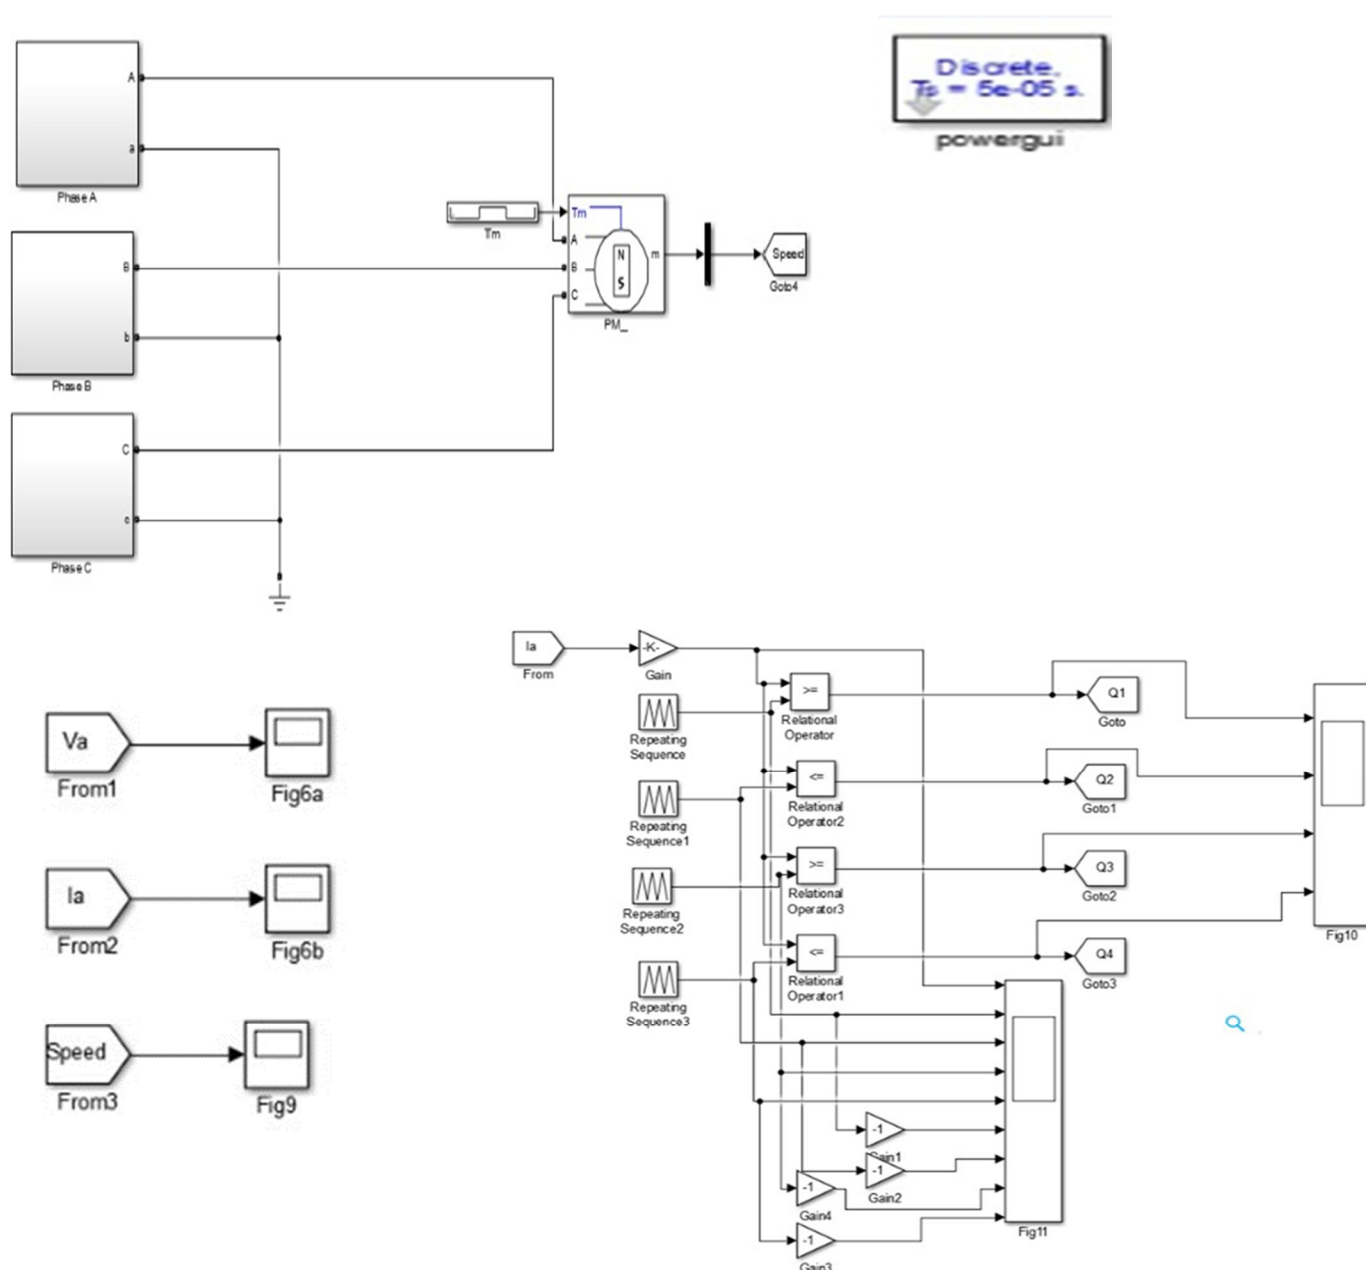 Discrete,
Ts = 5e-05 s.
powergui
A
a
Phase A
B
b
Phase B
C
c
Phase C
Tm
Tm
A
B
C
N
S
m
PM_
Speed
Goto4
Va
From1
Fig6a
Ia
From2
Fig6b
Speed
From3
Fig9
Ia
From
-K-
Gain
Repeating
Sequence
Repeating
Sequence1
Repeating
Sequence2
Repeating
Sequence3
>=
Relational
Operator
<=
Relational
Operator2
>=
Relational
Operator3
<=
Relational
Operator1
Q1
Goto
Q2
Goto1
Q3
Goto2
Q4
Goto3
Fig10
-1
Gain1
-1
Gain2
-1
Gain4
-1
Gain3
Fig11